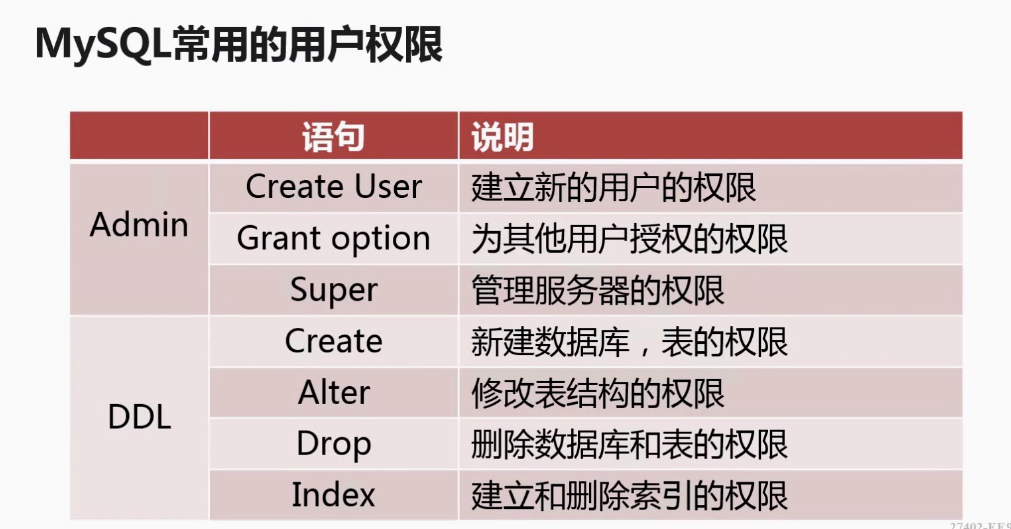 MySQL常用的用户权限
语句 说明
Admin
Create User 建立新的用户的权限
Grant option 为其他用户授权的权限
Super 管理服务器的权限
DDL
Create 新建数据库，表的权限
Alter 修改表结构的权限
Drop 删除数据库和表的权限
Index 建立和删除索引的权限